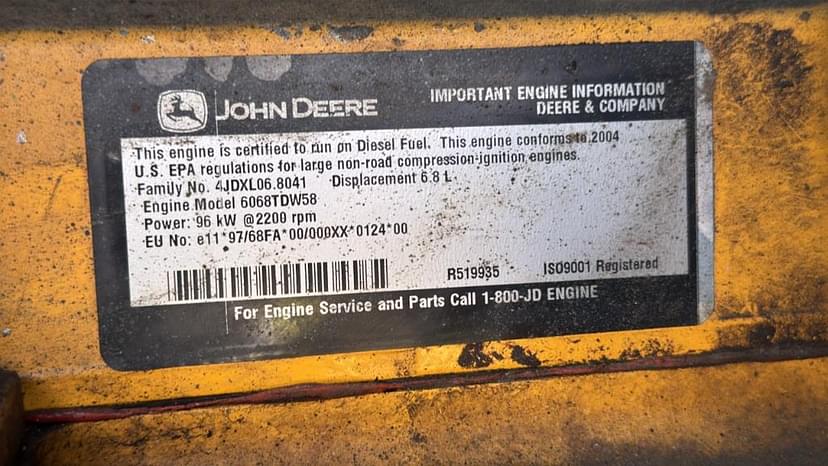 JOHN DEERE
IMPORTANT ENGINE INFORMATION
DEERE & COMPANY
This engine is certified to run on Diesel Fuel. This engine conforms to 2004
U.S. EPA regulations for large non-road compression-ignition engines.
Family No. 4JDXL06.8041 Displacement 6.8 L
Engine Model 6068TDW58
Power: 96 kW @2200 rpm
EU No: e11*97/68FA*00/000XX*0124*00
R519935 ISO9001 Registered
For Engine Service and Parts Call 1-800-JD ENGINE